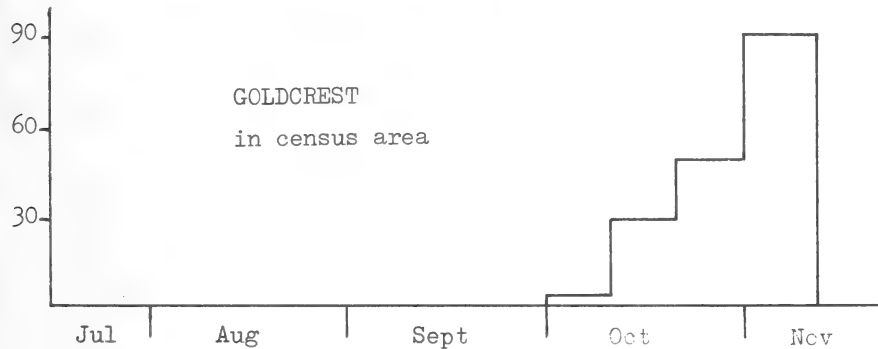 90
GOLDCREST
60
in census area
30
Jul Aug Sept Oct Nov